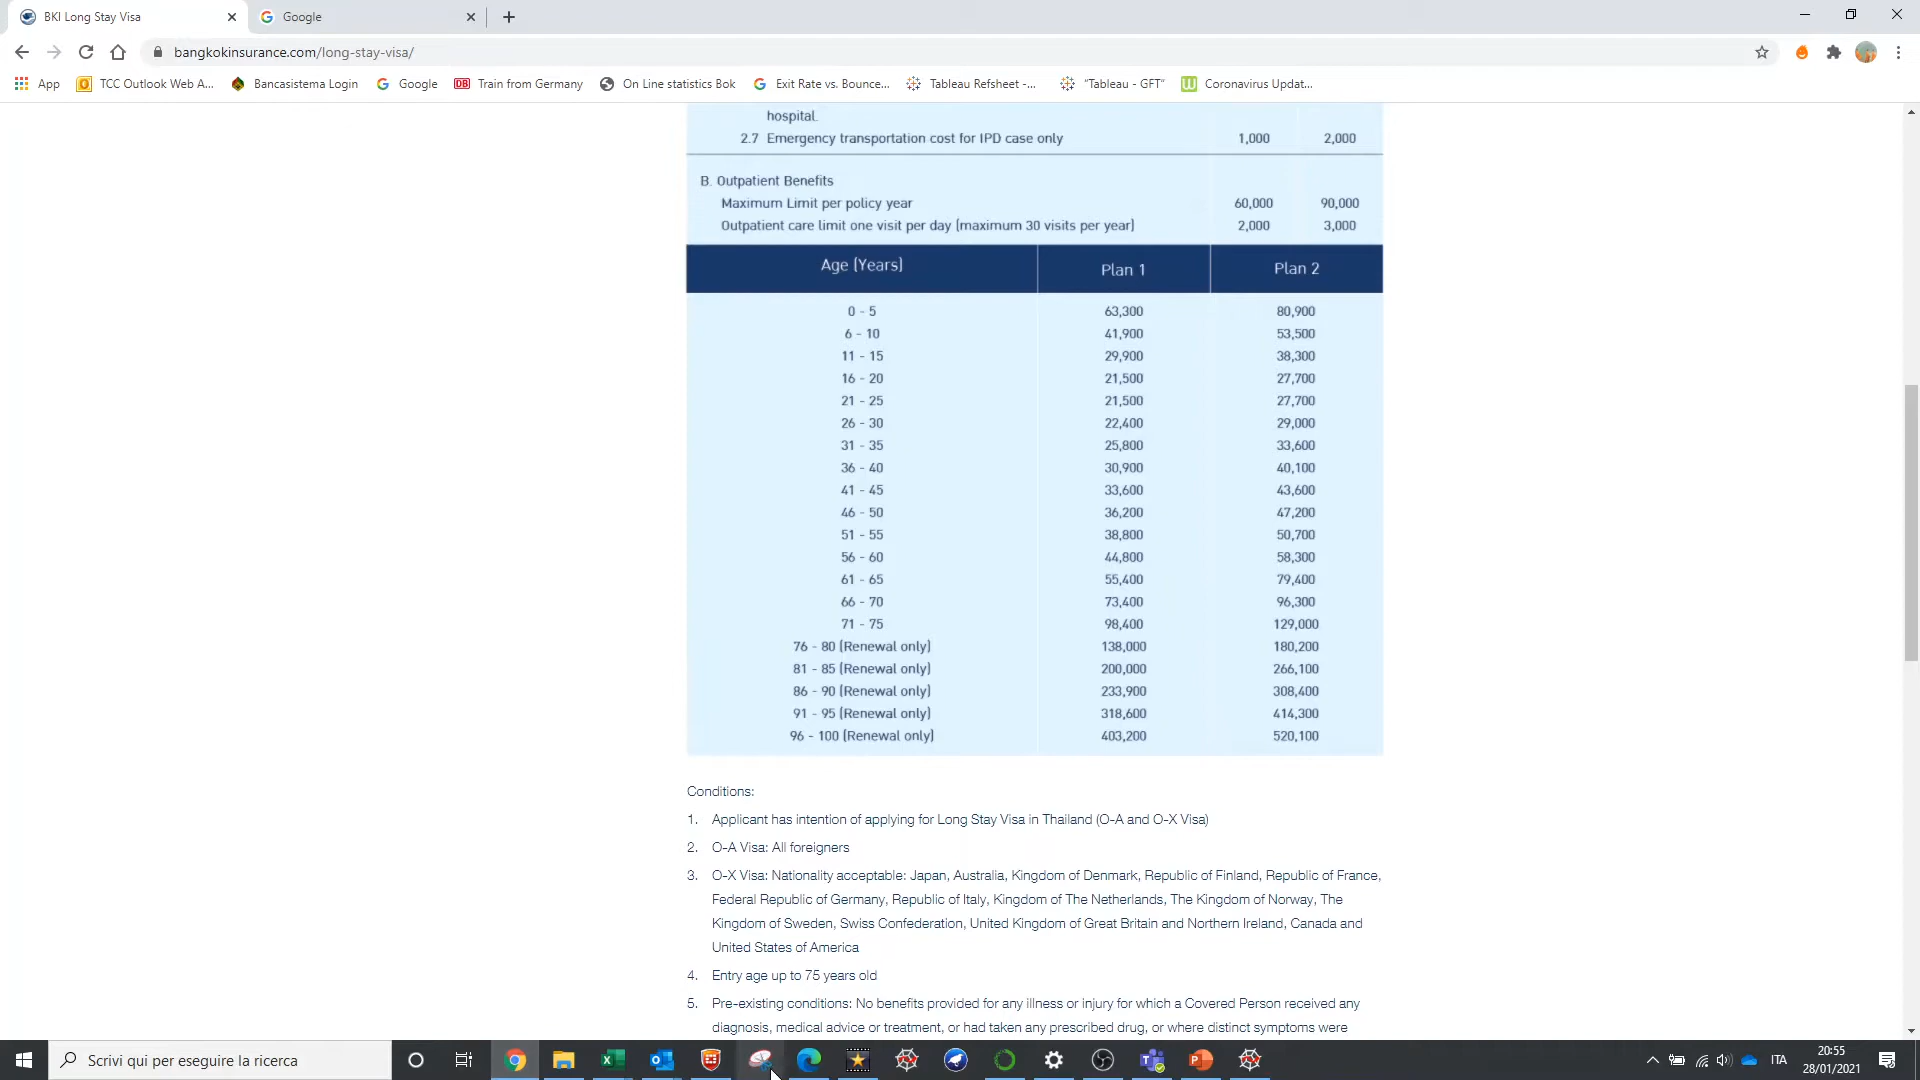 BKI Long Stay Visa
Google
bangkokinsurance.com/long-stay-visa/
App
TCC Outlook Web A...
Bancasistema Login
Google
Train from Germany
On Line statistics Bok
Exit Rate vs. Bounce...
Tableau Refsheet -...
"Tableau - GFT"
Coronavirus Updat...
hospital.
2.7 Emergency transportation cost for IPD case only 1,000 2,000
B. Outpatient Benefits
Maximum Limit per policy year 60,000 90,000
Outpatient care limit one visit per day (maximum 30 visits per year) 2,000 3,000
Age (Years) Plan 1 Plan 2
0 - 5 63,300 80,900
6 - 10 41,900 53,500
11 - 15 29,900 38,300
16 - 20 21,500 27,700
21 - 25 21,500 27,700
26 - 30 22,400 29,000
31 - 35 25,800 33,600
36 - 40 30,900 40,100
41 - 45 33,600 43,600
46 - 50 36,200 47,200
51 - 55 38,800 50,700
56 - 60 44,800 58,300
61 - 65 55,400 79,400
66 - 70 73,400 96,300
71 - 75 98,400 129,000
76 - 80 (Renewal only) 138,000 180,200
81 - 85 (Renewal only) 200,000 266,100
86 - 90 (Renewal only) 233,900 308,400
91 - 95 (Renewal only) 318,600 414,300
96 - 100 (Renewal only) 403,200 520,100
Conditions:
1. Applicant has intention of applying for Long Stay Visa in Thailand (O-A and O-X Visa)
2. O-A Visa: All foreigners
3. O-X Visa: Nationality acceptable: Japan, Australia, Kingdom of Denmark, Republic of Finland, Republic of France,
Federal Republic of Germany, Republic of Italy, Kingdom of The Netherlands, The Kingdom of Norway, The
Kingdom of Sweden, Swiss Confederation, United Kingdom of Great Britain and Northern Ireland, Canada and
United States of America
4. Entry age up to 75 years old
5. Pre-existing conditions: No benefits provided for any illness or injury for which a Covered Person received any
diagnosis, medical advice or treatment, or had taken any prescribed drug, or where distinct symptoms were
Scrivi qui per eseguire la ricerca
ITA
20:55
28/01/2021